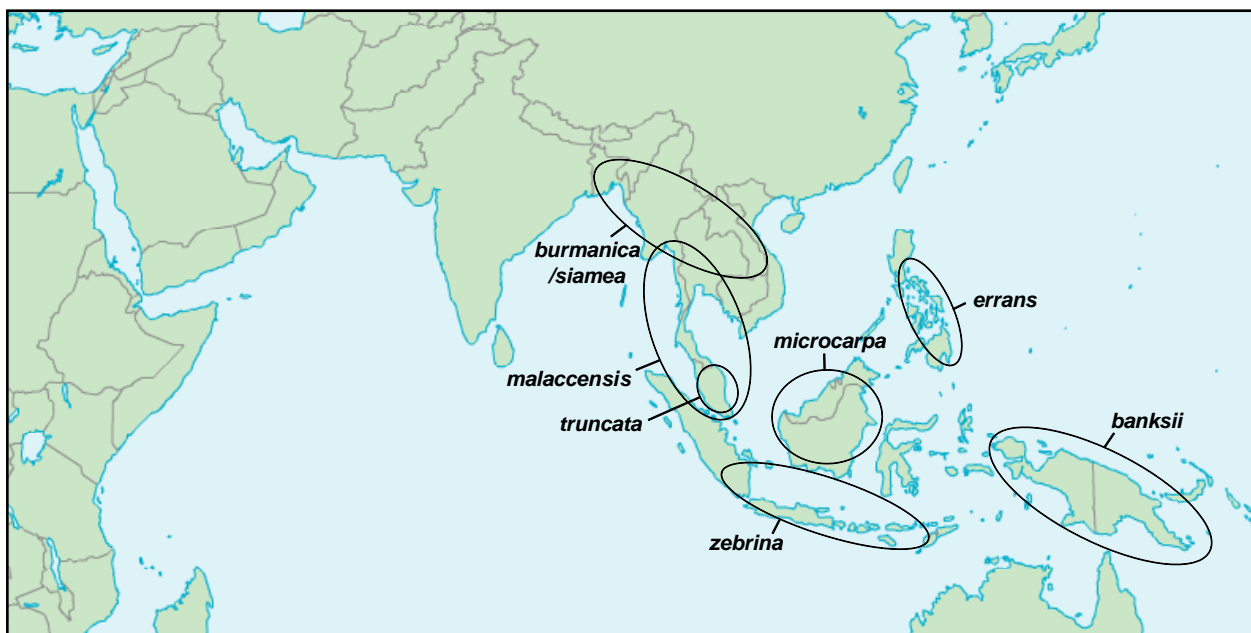 burmanica
/siamea
errans
microcarpa
malaccensis
truncata
banksii
zebrina